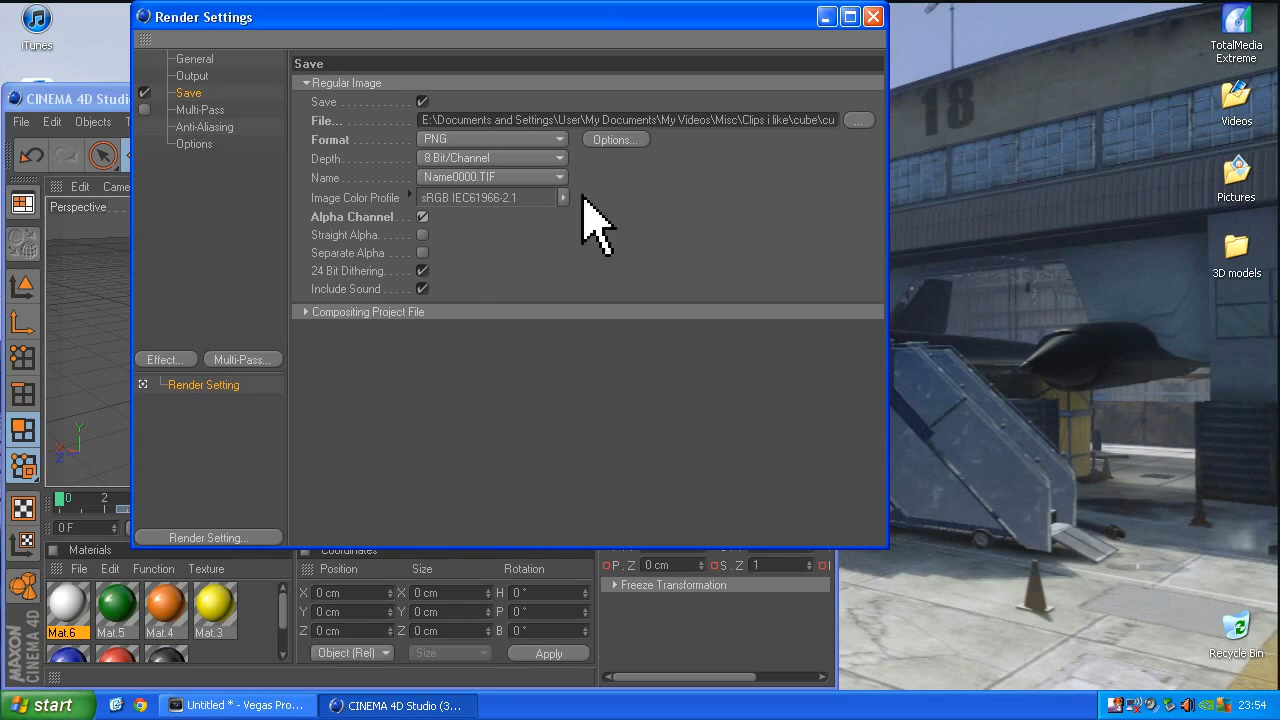 Render Settings
General
Output
Save
Multi-Pass
Anti-Aliasing
Options
Effect...
Multi-Pass...
Render Setting
Render Setting...
Save
Regular Image
Save
File... E:\Documents and Settings\User\My Documents\My Videos\Misc\Clips i like\cube\cu ...
Format PNG Options...
Depth 8 Bit/Channel
Name Name0000.TIF
Image Color Profile sRGB IEC61966-2.1
Alpha Channel
Straight Alpha
Separate Alpha
24 Bit Dithering
Include Sound
Compositing Project File
iTunes
CINEMA 4D Studi
File Edit Objects T
Edit Came
Perspective
Y
X
Z
0 2
0 F
Materials
File Edit Function Texture
Mat.6 Mat.5 Mat.4 Mat.3
MAXON
CINEMA 4D
Coordinates
Position Size Rotation
X 0 cm X 0 cm H 0 °
Y 0 cm Y 0 cm P 0 °
Z 0 cm Z 0 cm B 0 °
Object (Rel) Size Apply
P . Z 0 cm S . Z 1
Freeze Transformation
18
TotalMedia
Extreme
Videos
Pictures
3D models
Recycle Bin
start
Untitled * - Vegas Pro...
CINEMA 4D Studio (3...
23:54